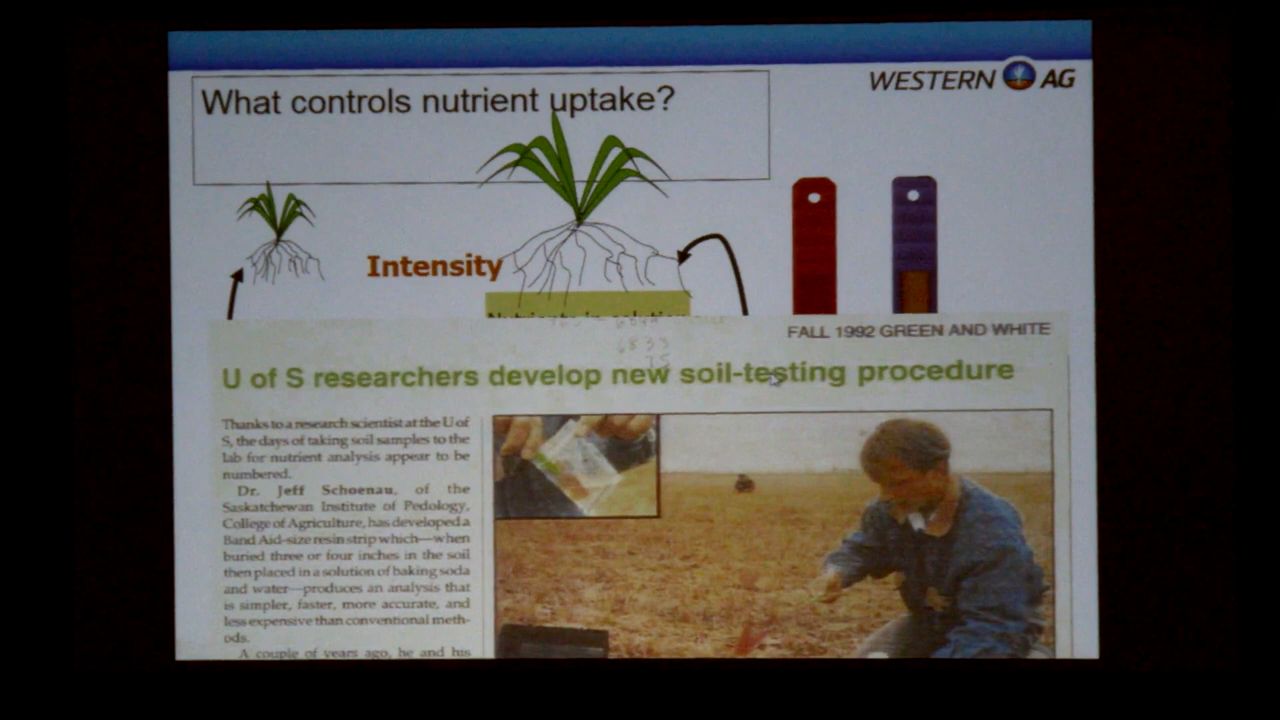 WESTERN AG
What controls nutrient uptake?
Intensity
Nutrients in solution
FALL 1992 GREEN AND WHITE
6833
75
U of S researchers develop new soil-testing procedure
Thanks to a research scientist at the U of
S, the days of taking soil samples to the
lab for nutrient analysis appear to be
numbered.
Dr. Jeff Schoenau, of the
Saskatchewan Institute of Pedology,
College of Agriculture, has developed a
Band Aid-size resin strip which—when
buried three or four inches in the soil
then placed in a solution of baking soda
and water—produces an analysis that
is simpler, faster, more accurate, and
less expensive than conventional meth-
ods.
A couple of years ago, he and his